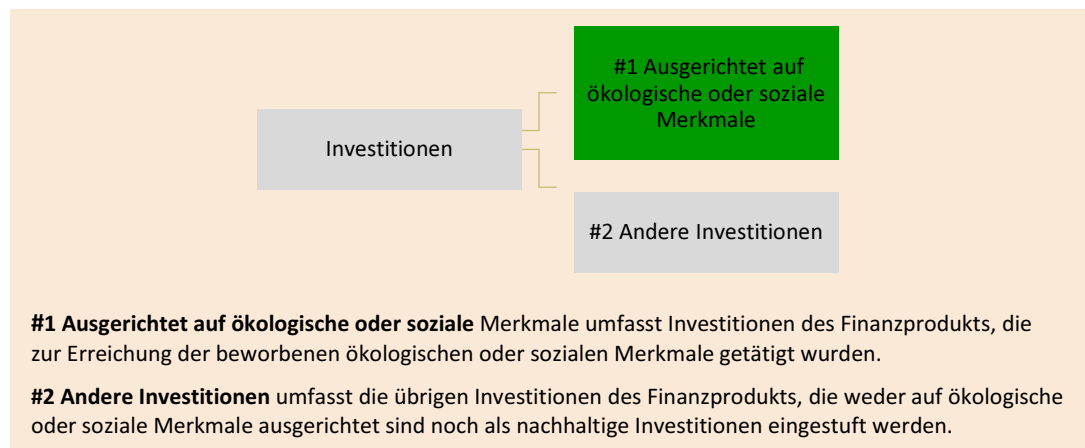 #1 Ausgerichtet auf
ökologische oder soziale
Merkmale
Investitionen
#2 Andere Investitionen
#1 Ausgerichtet auf ökologische oder soziale Merkmale umfasst Investitionen des Finanzprodukts, die
zur Erreichung der beworbenen ökologischen oder sozialen Merkmale getätigt wurden.
#2 Andere Investitionen umfasst die übrigen Investitionen des Finanzprodukts, die weder auf ökologische
oder soziale Merkmale ausgerichtet sind noch als nachhaltige Investitionen eingestuft werden.